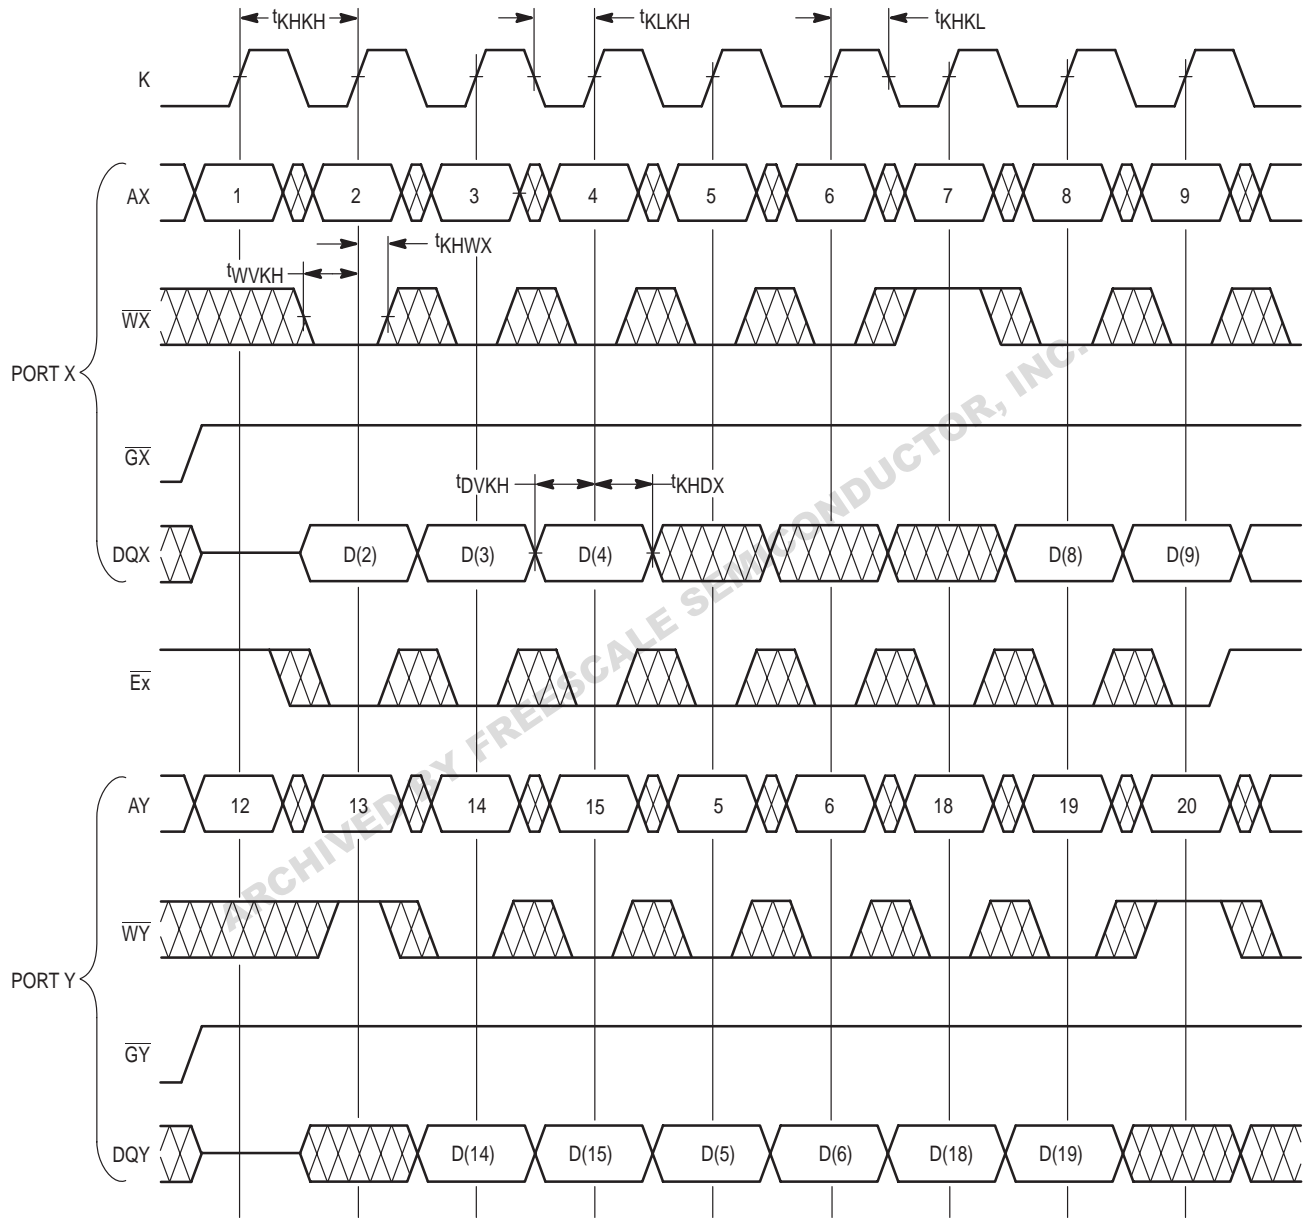 tKHKH tKLKH tKHKL
K
AX 1 2 3 4 5 6 7 8 9
tKHWX
tWVKH
WX
PORT X
GX
tDVKH tKHDX
DQX D(2) D(3) D(4) D(8) D(9)
Ex
AY 12 13 14 15 5 6 18 19 20
WY
PORT Y
GY
DQY D(14) D(15) D(5) D(6) D(18) D(19)
ARCHIVED BY FREESCALE SEMICONDUCTOR, INC.